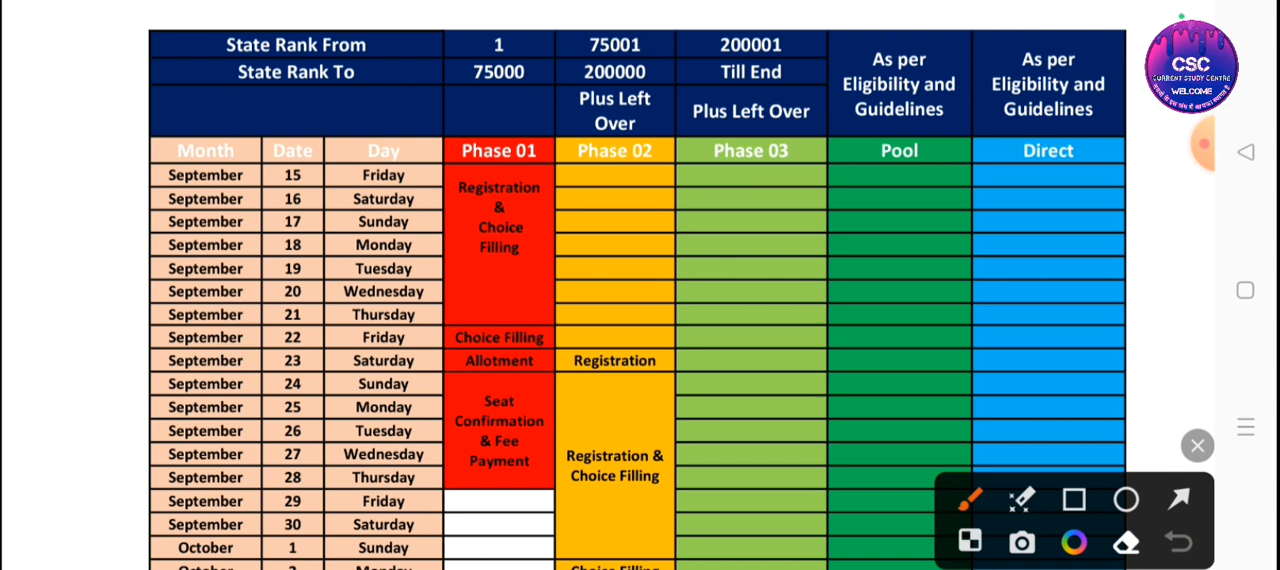 State Rank From 1 75001 200001 As per Eligibility and Guidelines As per Eligibility and Guidelines
State Rank To 75000 200000 Till End
Plus Left Over Plus Left Over
Month Date Day Phase 01 Phase 02 Phase 03 Pool Direct
September 15 Friday Registration & Choice Filling
September 16 Saturday
September 17 Sunday
September 18 Monday
September 19 Tuesday
September 20 Wednesday
September 21 Thursday
September 22 Friday Choice Filling
September 23 Saturday Allotment Registration
September 24 Sunday Seat Confirmation & Fee Payment Registration & Choice Filling
September 25 Monday
September 26 Tuesday
September 27 Wednesday
September 28 Thursday
September 29 Friday
September 30 Saturday
October 1 Sunday
October 2 Monday Choice Filling
CSC
CURRENT STUDY CENTRE
WELCOME